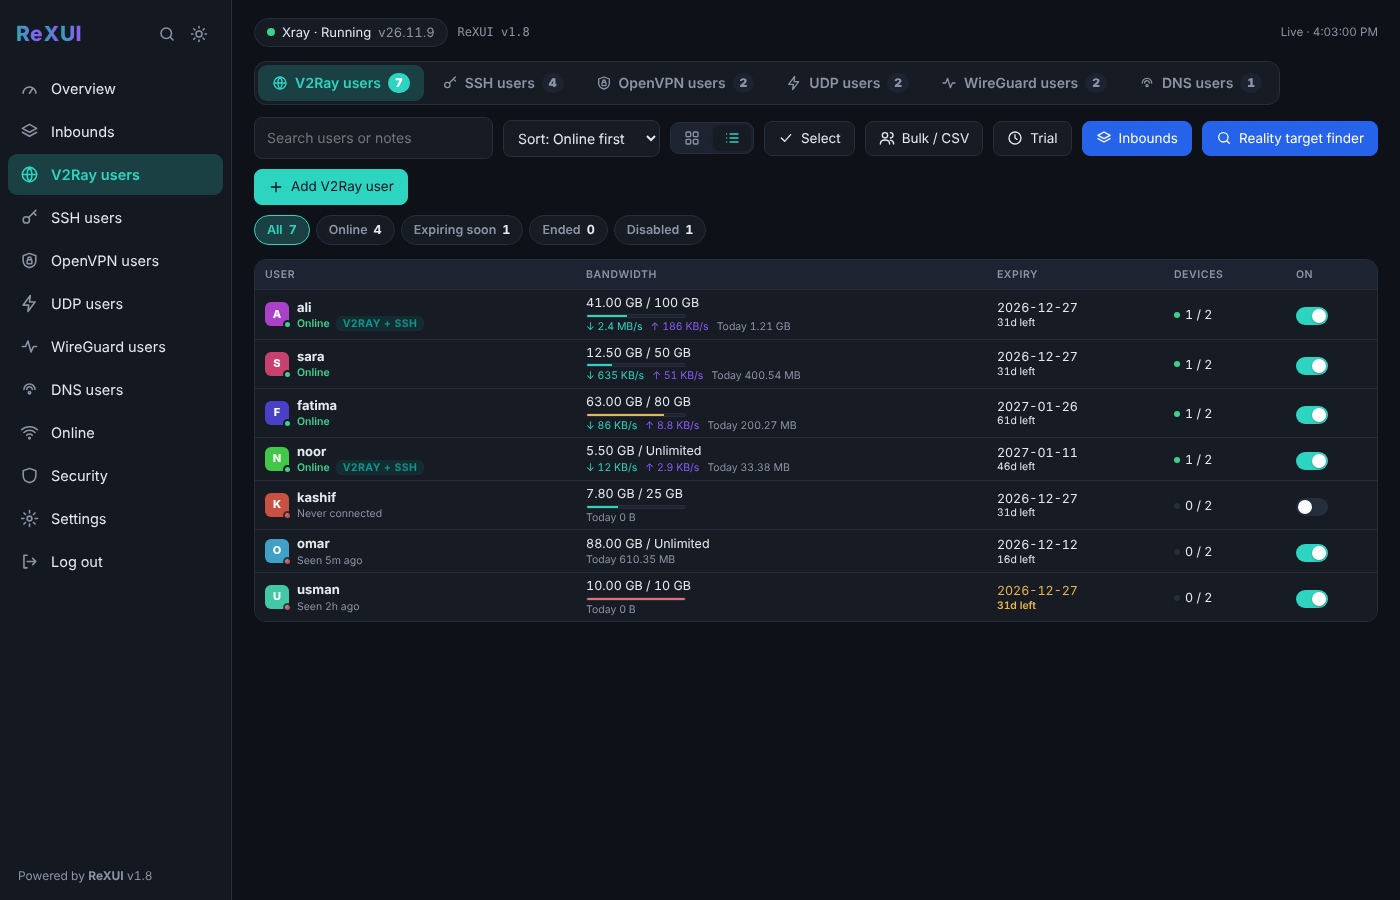 ReXUI
Overview
Inbounds
V2Ray users
SSH users
OpenVPN users
UDP users
WireGuard users
DNS users
Online
Security
Settings
Log out
Powered by ReXUI v1.8
Xray · Running v26.11.9 ReXUI v1.8 Live · 4:03:00 PM
V2Ray users 7 SSH users 4 OpenVPN users 2 UDP users 2 WireGuard users 2 DNS users 1
Search users or notes Sort: Online first Select Bulk / CSV Trial Inbounds Reality target finder
+ Add V2Ray user
All 7 Online 4 Expiring soon 1 Ended 0 Disabled 1
USER BANDWIDTH EXPIRY DEVICES ON
A ali 41.00 GB / 100 GB 2026-12-27 1 / 2
Online V2RAY + SSH ↓ 2.4 MB/s ↑ 186 KB/s Today 1.21 GB 31d left
S sara 12.50 GB / 50 GB 2026-12-27 1 / 2
Online ↓ 635 KB/s ↑ 51 KB/s Today 400.54 MB 31d left
F fatima 63.00 GB / 80 GB 2027-01-26 1 / 2
Online ↓ 86 KB/s ↑ 8.8 KB/s Today 200.27 MB 61d left
N noor 5.50 GB / Unlimited 2027-01-11 1 / 2
Online V2RAY + SSH ↓ 12 KB/s ↑ 2.9 KB/s Today 33.38 MB 46d left
K kashif 7.80 GB / 25 GB 2026-12-27 0 / 2
Never connected Today 0 B 31d left
O omar 88.00 GB / Unlimited 2026-12-12 0 / 2
Seen 5m ago Today 610.35 MB 16d left
U usman 10.00 GB / 10 GB 2026-12-27 0 / 2
Seen 2h ago Today 0 B 31d left